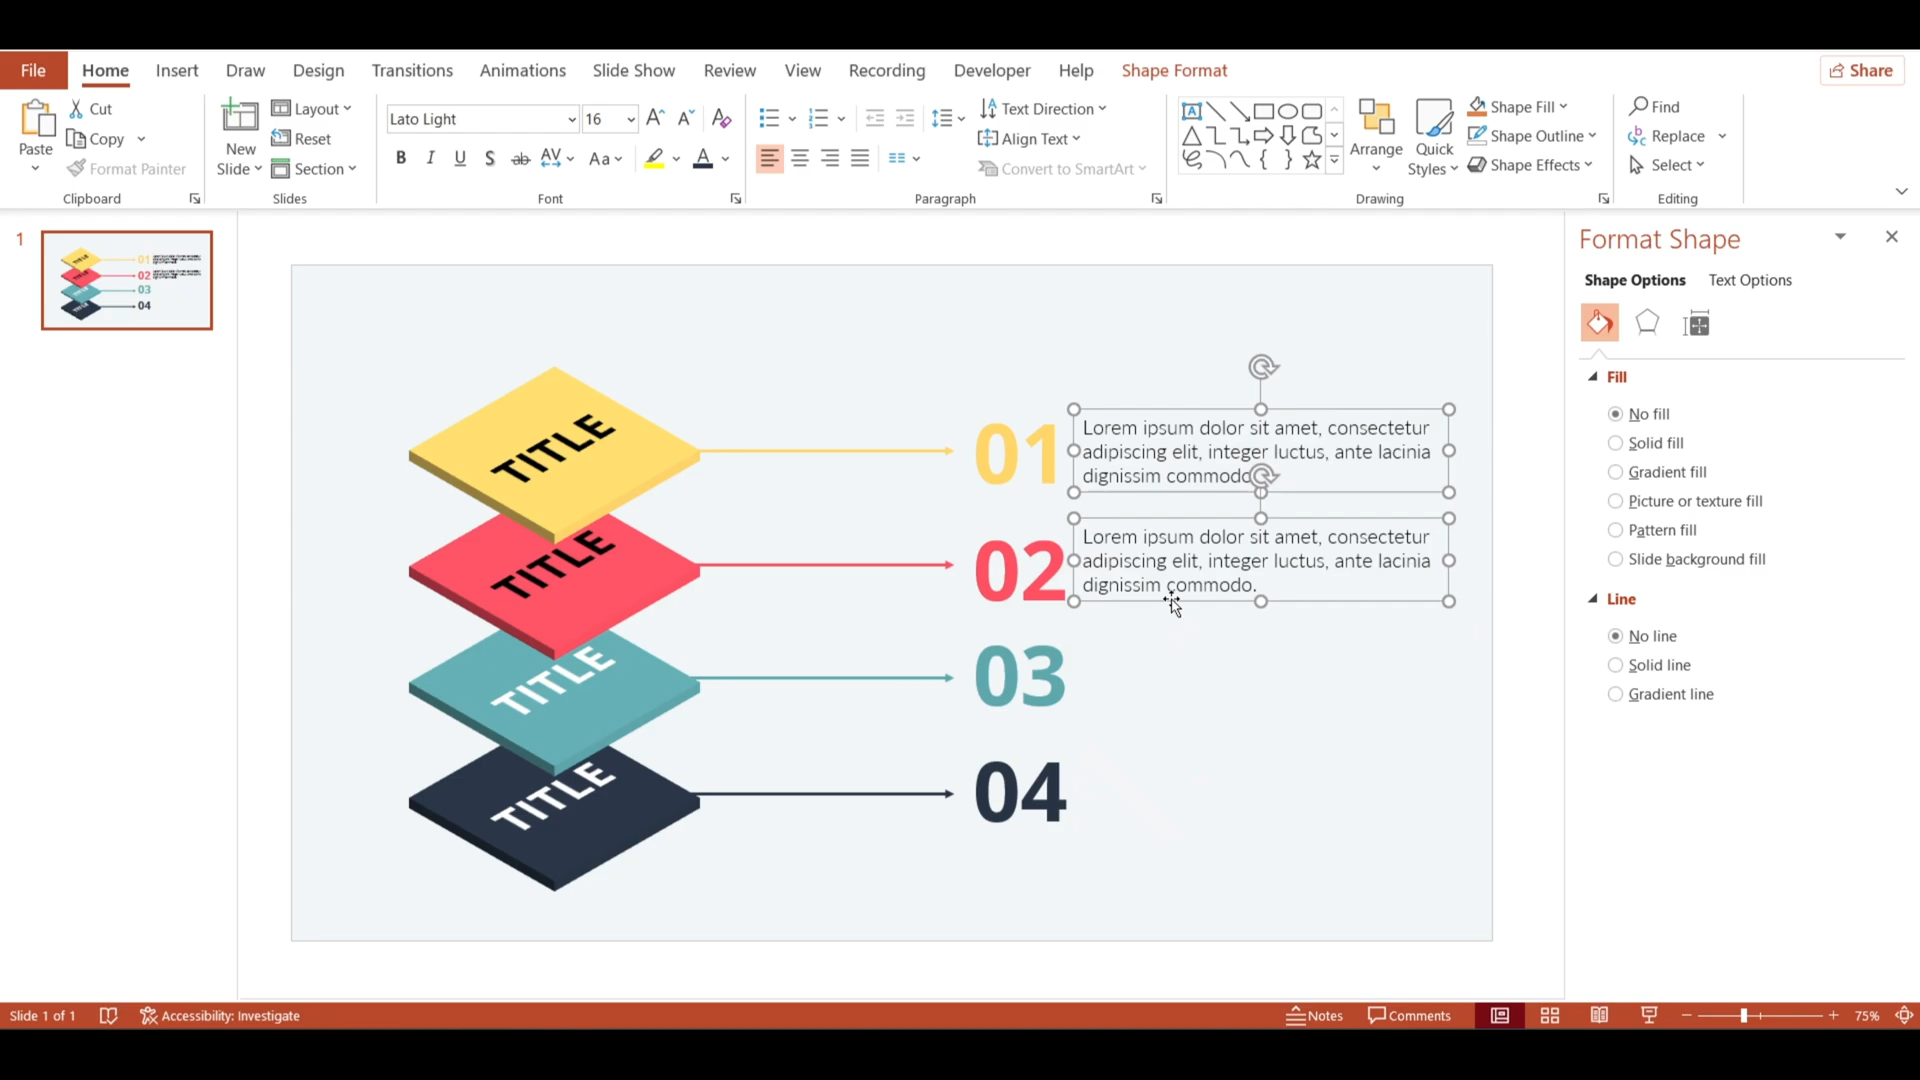 File Home Insert Draw Design Transitions Animations Slide Show Review View Recording Developer Help Shape Format Share
Paste
Cut
Copy
Format Painter
Clipboard
New
Slide
Layout
Reset
Section
Slides
Lato Light 16
B I U S ab AV Aa A
Font
Text Direction
Align Text
Convert to SmartArt
Paragraph
Arrange
Quick
Styles
Shape Fill
Shape Outline
Shape Effects
Drawing
Find
Replace
Select
Editing
1
01
02
03
04
TITLE
01
Lorem ipsum dolor sit amet, consectetur
adipiscing elit, integer luctus, ante lacinia
dignissim commodo
TITLE
02
Lorem ipsum dolor sit amet, consectetur
adipiscing elit, integer luctus, ante lacinia
dignissim commodo.
TITLE
03
TITLE
04
Format Shape
Shape Options Text Options
Fill
No fill
Solid fill
Gradient fill
Picture or texture fill
Pattern fill
Slide background fill
Line
No line
Solid line
Gradient line
Slide 1 of 1 Accessibility: Investigate Notes Comments 75%